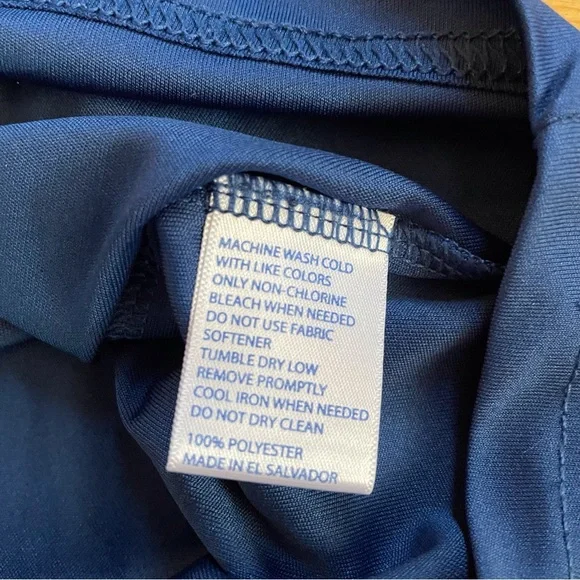 MACHINE WASH COLD
WITH LIKE COLORS
ONLY NON-CHLORINE
BLEACH WHEN NEEDED
DO NOT USE FABRIC
SOFTENER
TUMBLE DRY LOW
REMOVE PROMPTLY
COOL IRON WHEN NEEDED
DO NOT DRY CLEAN
100% POLYESTER
MADE IN EL SALVADOR